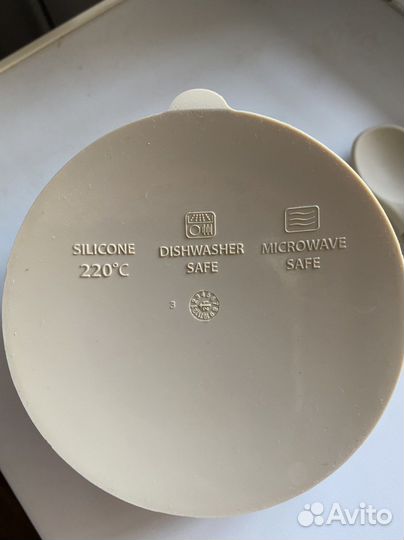 SILICONE
220°C
DISHWASHER
SAFE
MICROWAVE
SAFE
3
Avito